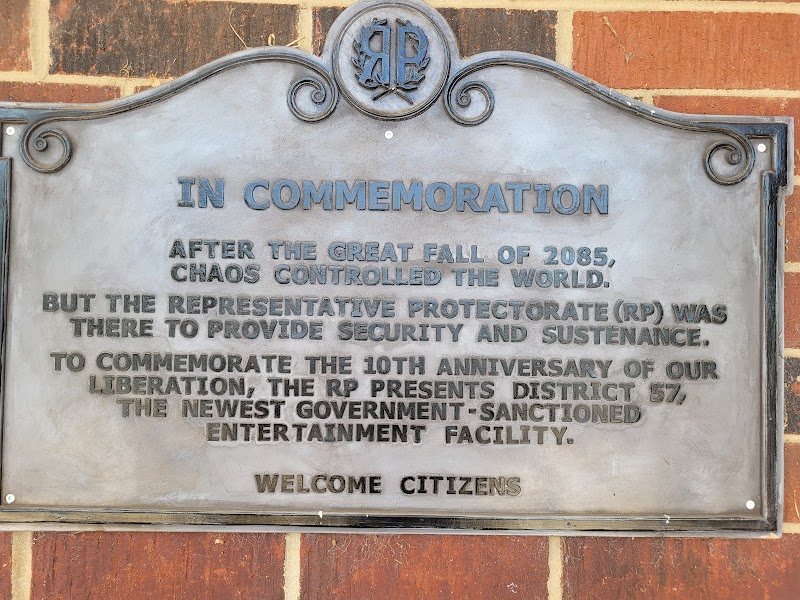 RP
IN COMMEMORATION
AFTER THE GREAT FALL OF 2085,
CHAOS CONTROLLED THE WORLD.
BUT THE REPRESENTATIVE PROTECTORATE (RP) WAS
THERE TO PROVIDE SECURITY AND SUSTENANCE.
TO COMMEMORATE THE 10TH ANNIVERSARY OF OUR
LIBERATION, THE RP PRESENTS DISTRICT 57,
THE NEWEST GOVERNMENT-SANCTIONED
ENTERTAINMENT FACILITY.
WELCOME CITIZENS